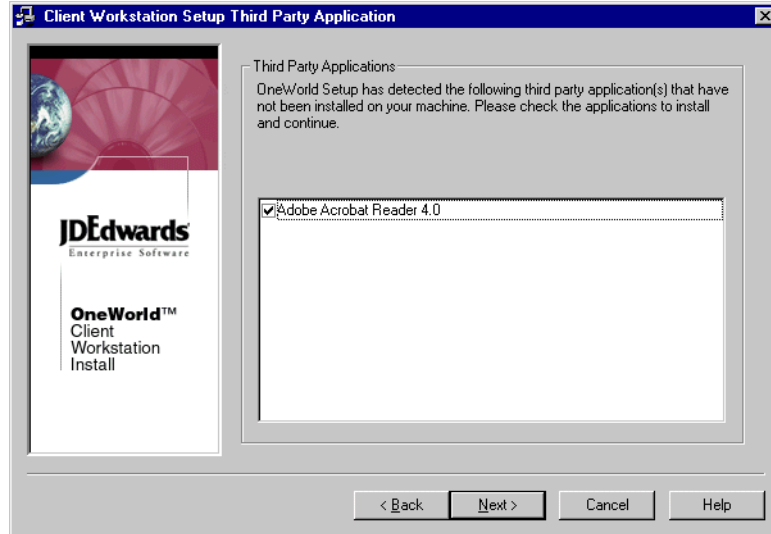 Client Workstation Setup Third Party Application
Third Party Applications
OneWorld Setup has detected the following third party application(s) that have
not been installed on your machine. Please check the applications to install
and continue.
Adobe Acrobat Reader 4.0
JDEdwards
Enterprise Software
OneWorld™
Client
Workstation
Install
< Back
Next >
Cancel
Help